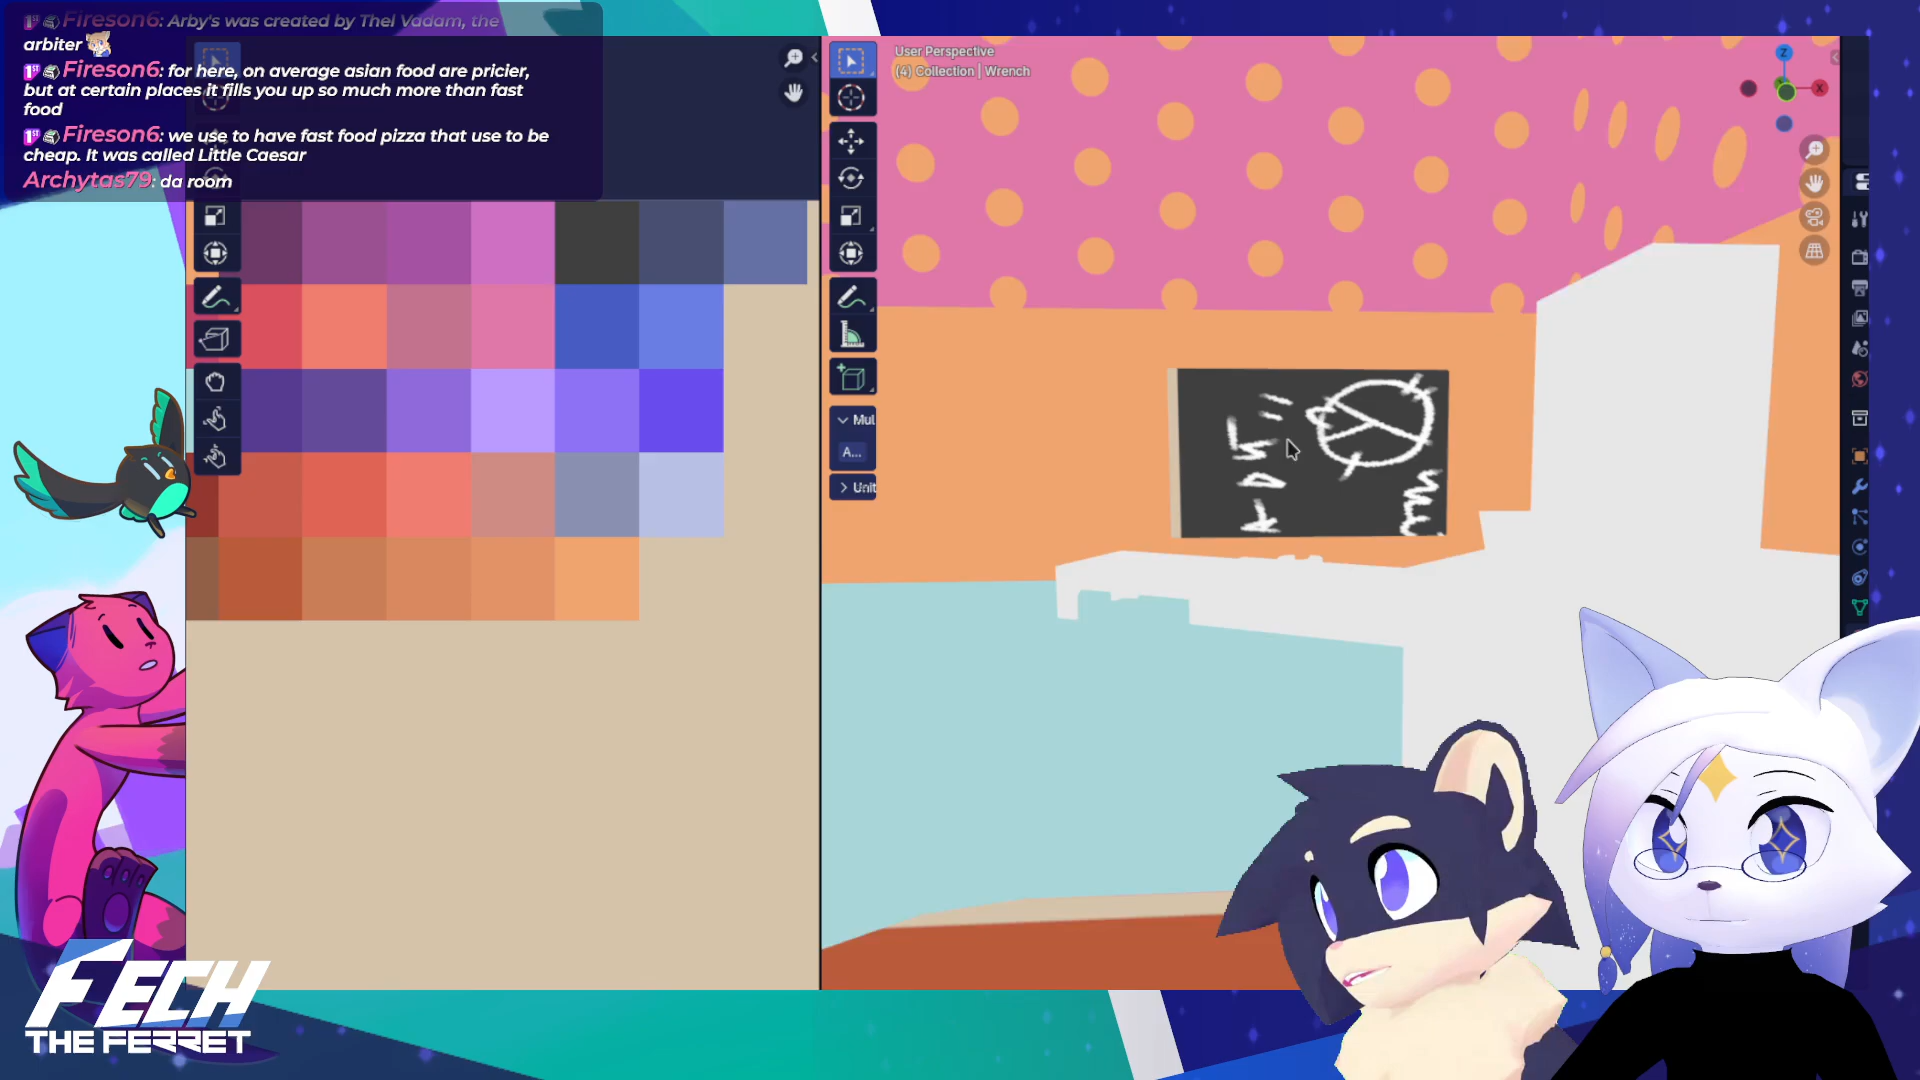 Fireson6: Arby's was created by Thel Vadam, the
arbiter
Fireson6: for here, on average asian food are pricier,
but at certain places it fills you up so much more than fast
food
Fireson6: we use to have fast food pizza that use to be
cheap. It was called Little Caesar
Archytas79: da room
User Perspective
(4) Collection | Wrench
Z
X
Mul
A...
Unit
FECH
THE FERRET